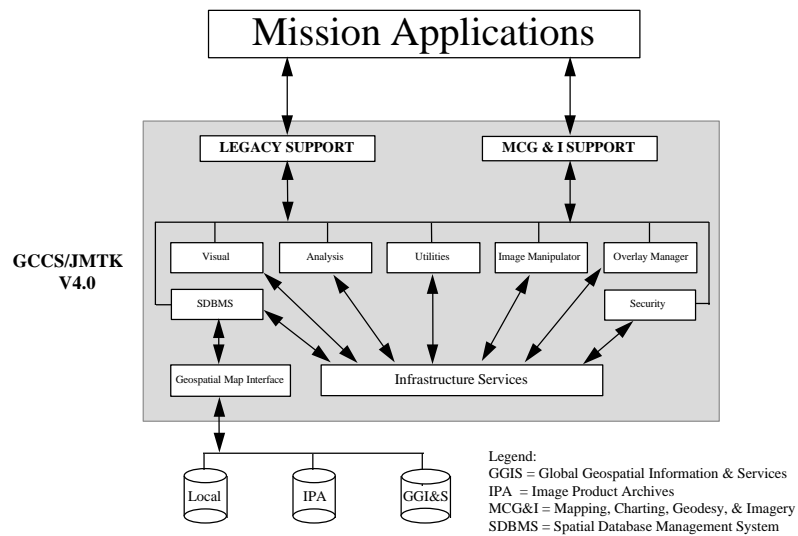 Mission Applications
LEGACY SUPPORT
MCG & I SUPPORT
GCCS/JMTK
V4.0
Visual
Analysis
Utilities
Image Manipulator
Overlay Manager
SDBMS
Security
Geospatial Map Interface
Infrastructure Services
Local
IPA
GGI&S
Legend:
GGIS = Global Geospatial Information & Services
IPA = Image Product Archives
MCG&I = Mapping, Charting, Geodesy, & Imagery
SDBMS = Spatial Database Management System